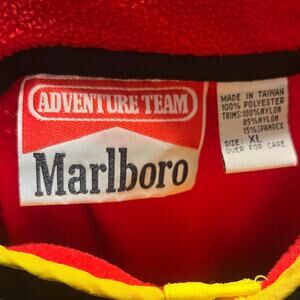 ADVENTURE TEAM
Marlboro
MADE IN TAIWAN
100% POLYESTER
TRIMS:100%NYLON
85%NYLON
15%SPANDEX
SIZE: XL
OVER FOR CARE